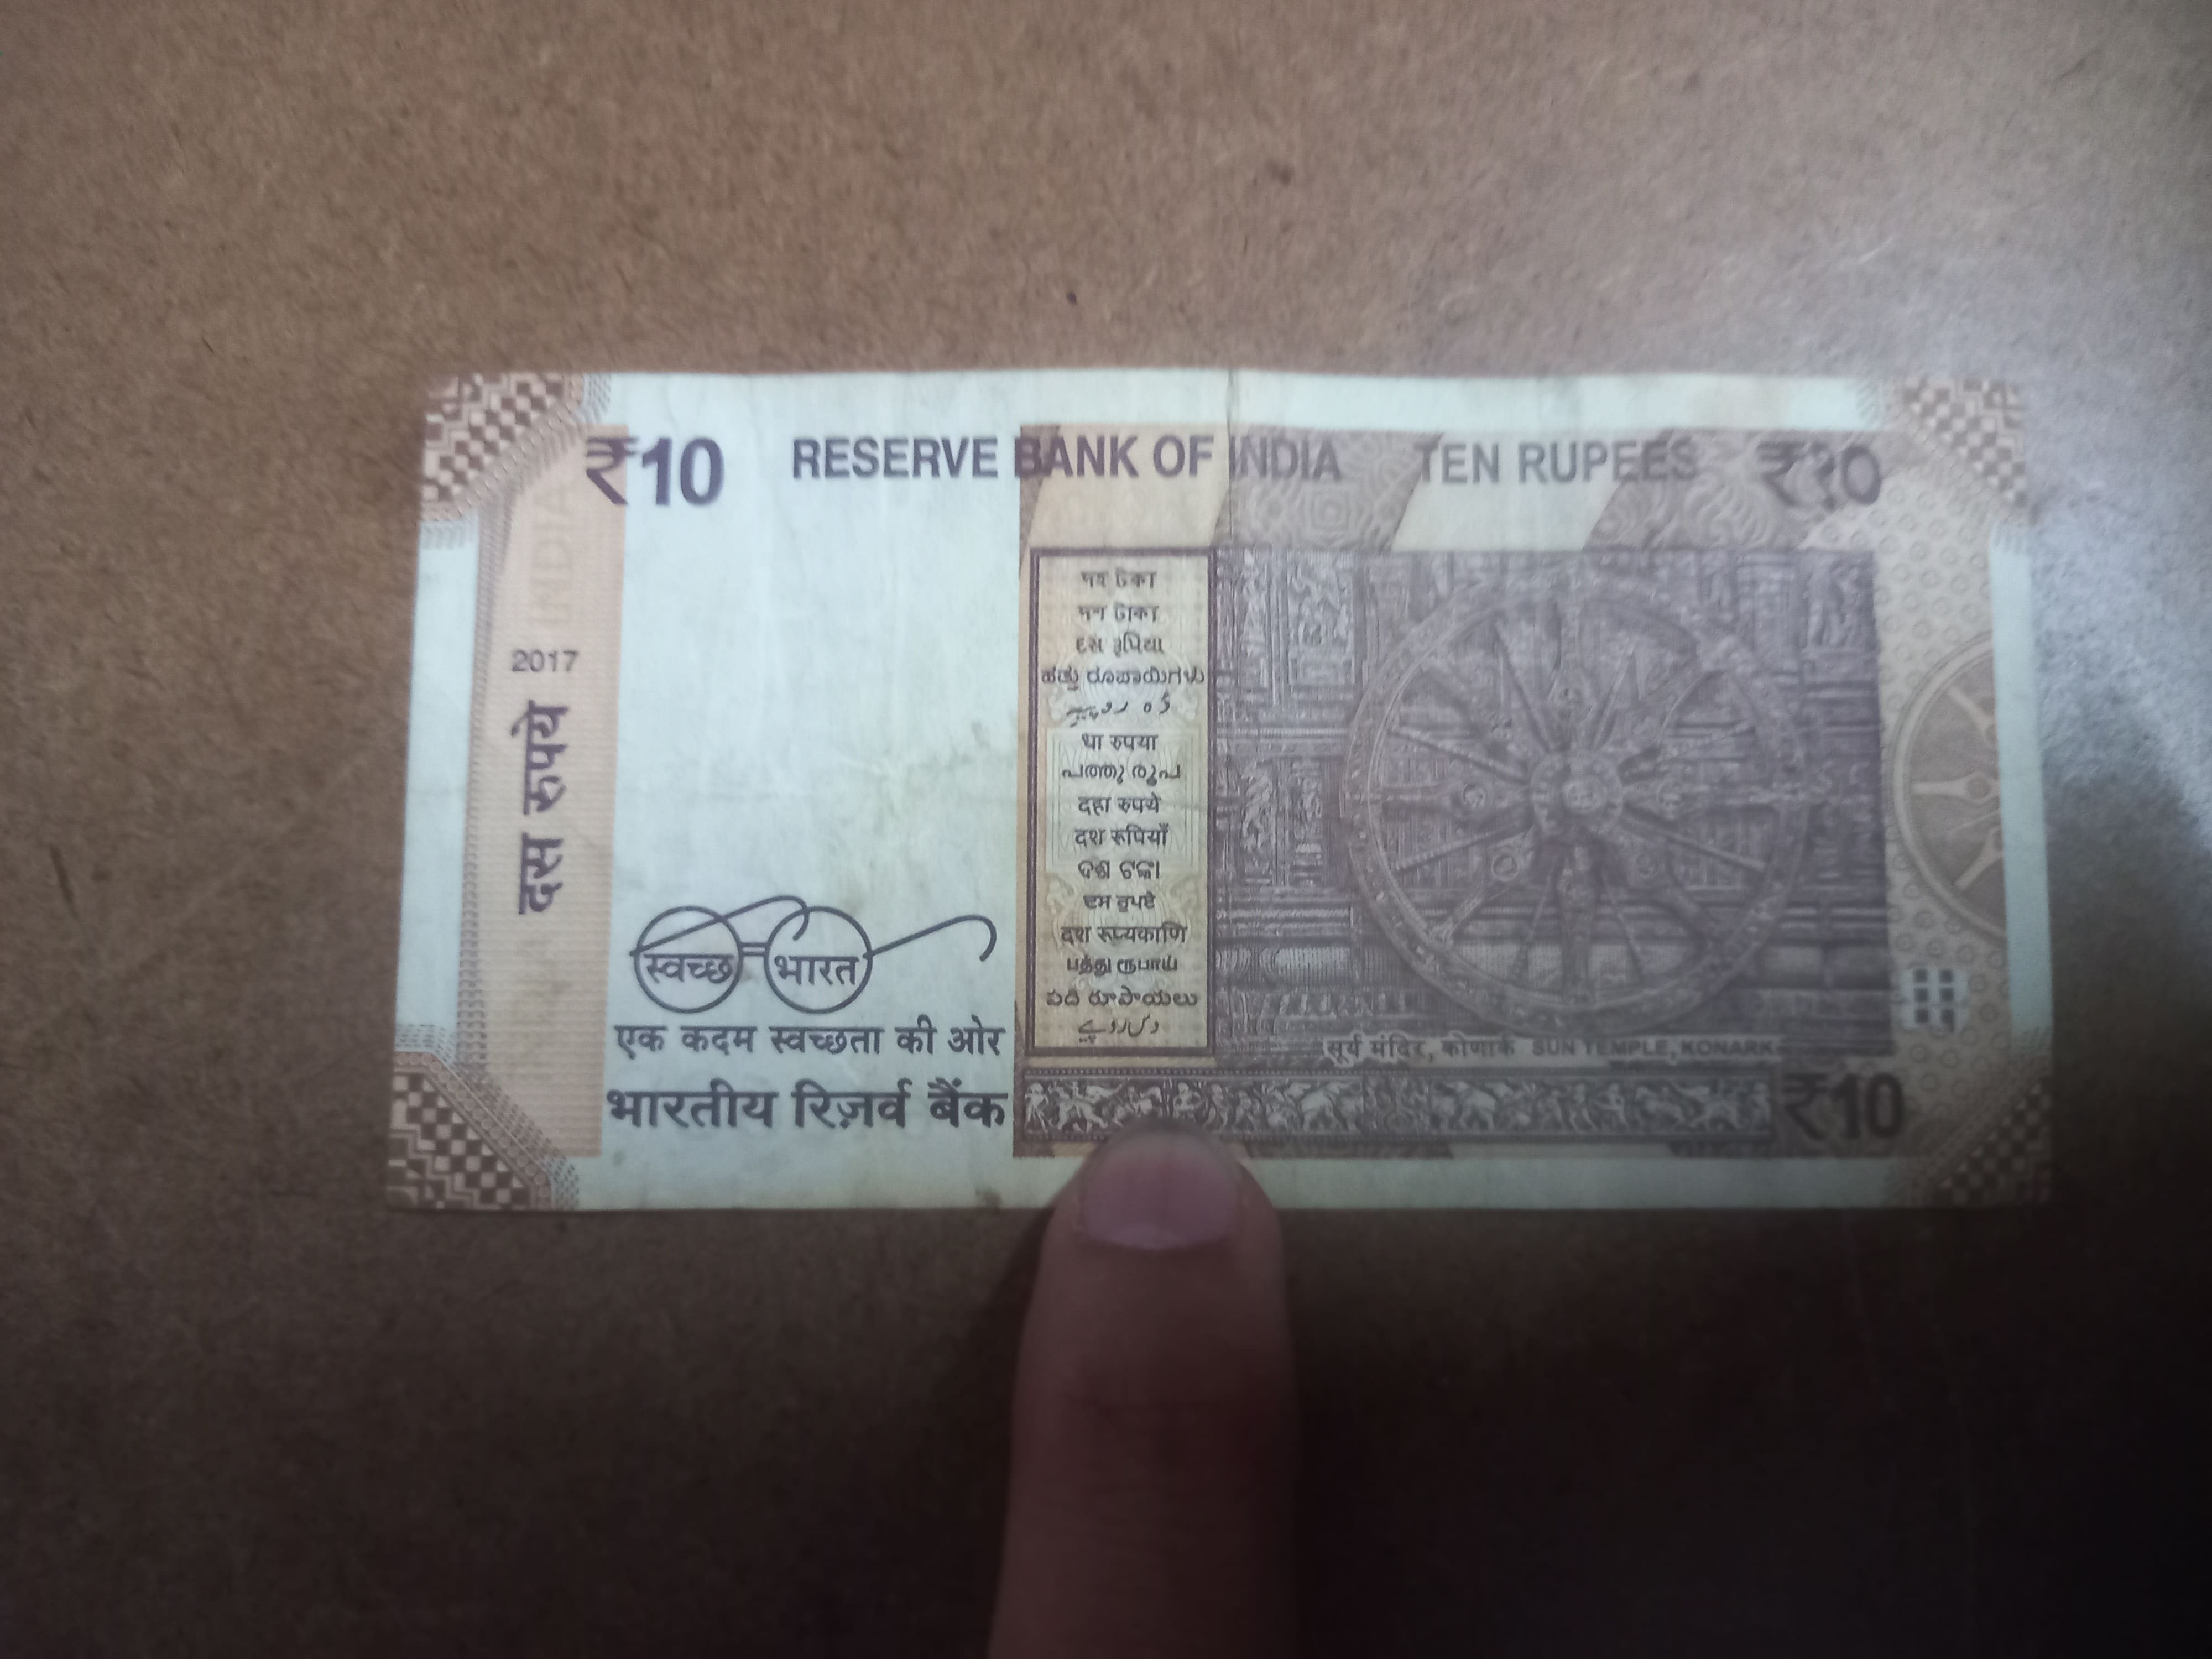 ₹10 RESERVE BANK OF INDIA TEN RUPEES ₹१०
INDIA
2017
दस रुपये
দহ টকা
দশ টাকা
દસ રૂપિયા
ಹತ್ತು ರೂಪಾಯಿಗಳು
धा रुपया
പത്തു രൂപ
दहा रुपये
दश रूपियाँ
ଦଶ ଟଙ୍କା
ਦਸ ਰੁਪਏ
दश रूप्यकाणि
பத்து ரூபாய்
పది రూపాయలు
دس روپے
स्वच्छ भारत
एक कदम स्वच्छता की ओर
भारतीय रिज़र्व बैंक
सूर्य मंदिर, कोणार्क SUN TEMPLE, KONARK
₹10